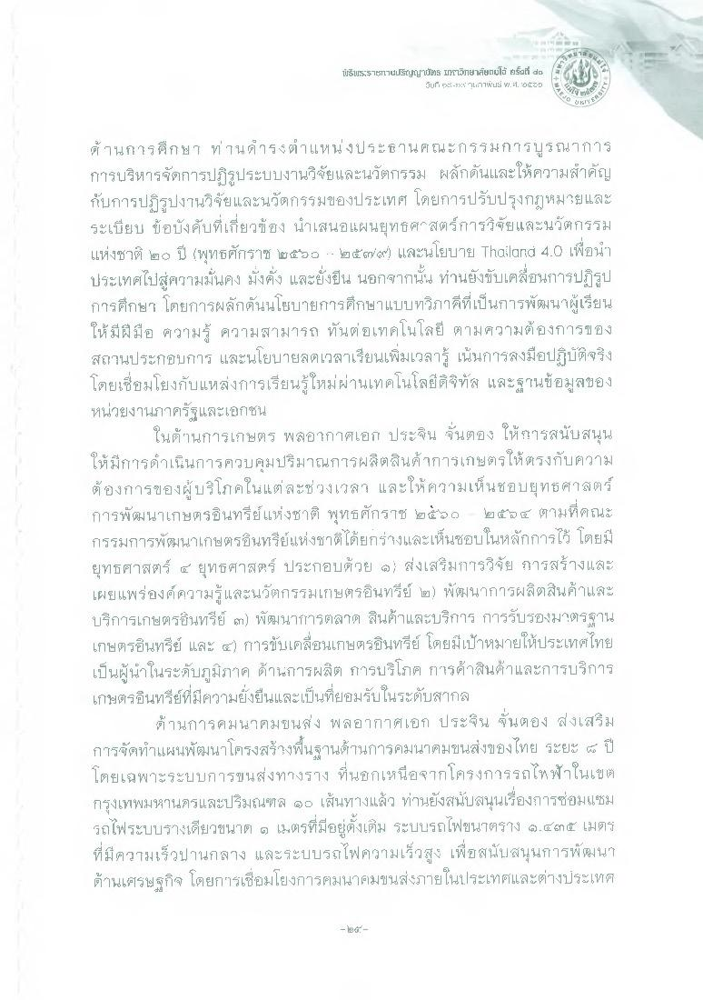 พิธีพระราชทานปริญญาบัตร มหาวิทยาลัยแม่โจ้ ครั้งที่ ๔๐
กุมภาพันธ์ พ.ศ. ๒๕๖๑
MAEJO UNIVERSITY
ด้านการศึกษา ท่านดำรงตำแหน่งประธานคณะกรรมการบูรณาการ
การบริหารจัดการปฏิรูประบบงานวิจัยและนวัตกรรม ผลักดันและให้ความสำคัญ
กับการปฏิรูปงานวิจัยและนวัตกรรมของประเทศ โดยการปรับปรุงกฎหมายและ
ระเบียบ ข้อบังคับที่เกี่ยวข้อง นำเสนอแผนยุทธศาสตร์การวิจัยและนวัตกรรม
แห่งชาติ ๒๐ ปี (พุทธศักราช ๒๕๖๐ - ๒๕๗๙) และนโยบาย Thailand 4.0 เพื่อนำ
ประเทศไปสู่ความมั่นคง มั่งคั่ง และยั่งยืน นอกจากนั้น ท่านยังขับเคลื่อนการปฏิรูป
การศึกษา โดยการผลักดันนโยบายการศึกษาแบบทวิภาคีที่เป็นการพัฒนาผู้เรียน
ให้มีฝีมือ ความรู้ ความสามารถ ทันต่อเทคโนโลยี ตามความต้องการของ
สถานประกอบการ และนโยบายลดเวลาเรียนเพิ่มเวลารู้ เน้นการลงมือปฏิบัติจริง
โดยเชื่อมโยงกับแหล่งการเรียนรู้ใหม่ผ่านเทคโนโลยีดิจิทัล และฐานข้อมูลของ
หน่วยงานภาครัฐและเอกชน
ในด้านการเกษตร พลอากาศเอก ประจิน จั่นตอง ให้การสนับสนุน
ให้มีการดำเนินการควบคุมปริมาณการผลิตสินค้าการเกษตรให้ตรงกับความ
ต้องการของผู้บริโภคในแต่ละช่วงเวลา และให้ความเห็นชอบยุทธศาสตร์
การพัฒนาเกษตรอินทรีย์แห่งชาติ พุทธศักราช ๒๕๖๐ - ๒๕๖๔ ตามที่คณะ
กรรมการพัฒนาเกษตรอินทรีย์แห่งชาติได้ยกร่างและเห็นชอบในหลักการไว้ โดยมี
ยุทธศาสตร์ ๔ ยุทธศาสตร์ ประกอบด้วย ๑) ส่งเสริมการวิจัย การสร้างและ
เผยแพร่องค์ความรู้และนวัตกรรมเกษตรอินทรีย์ ๒) พัฒนาการผลิตสินค้าและ
บริการเกษตรอินทรีย์ ๓) พัฒนาการตลาด สินค้าและบริการ การรับรองมาตรฐาน
เกษตรอินทรีย์ และ ๔) การขับเคลื่อนเกษตรอินทรีย์ โดยมีเป้าหมายให้ประเทศไทย
เป็นผู้นำในระดับภูมิภาค ด้านการผลิต การบริโภค การค้าสินค้าและการบริการ
เกษตรอินทรีย์ที่มีความยั่งยืนและเป็นที่ยอมรับในระดับสากล
ด้านการคมนาคมขนส่ง พลอากาศเอก ประจิน จั่นตอง ส่งเสริม
การจัดทำแผนพัฒนาโครงสร้างพื้นฐานด้านการคมนาคมขนส่งของไทย ระยะ ๘ ปี
โดยเฉพาะระบบการขนส่งทางราง ที่นอกเหนือจากโครงการรถไฟฟ้าในเขต
กรุงเทพมหานครและปริมณฑล ๑๐ เส้นทางแล้ว ท่านยังสนับสนุนเรื่องการซ่อมแซม
รถไฟระบบรางเดียวขนาด ๑ เมตรที่มีอยู่ดั้งเดิม ระบบรถไฟขนาดราง ๑.๔๓๕ เมตร
ที่มีความเร็วปานกลาง และระบบรถไฟความเร็วสูง เพื่อสนับสนุนการพัฒนา
ด้านเศรษฐกิจ โดยการเชื่อมโยงการคมนาคมขนส่งภายในประเทศและต่างประเทศ
-๒๕-